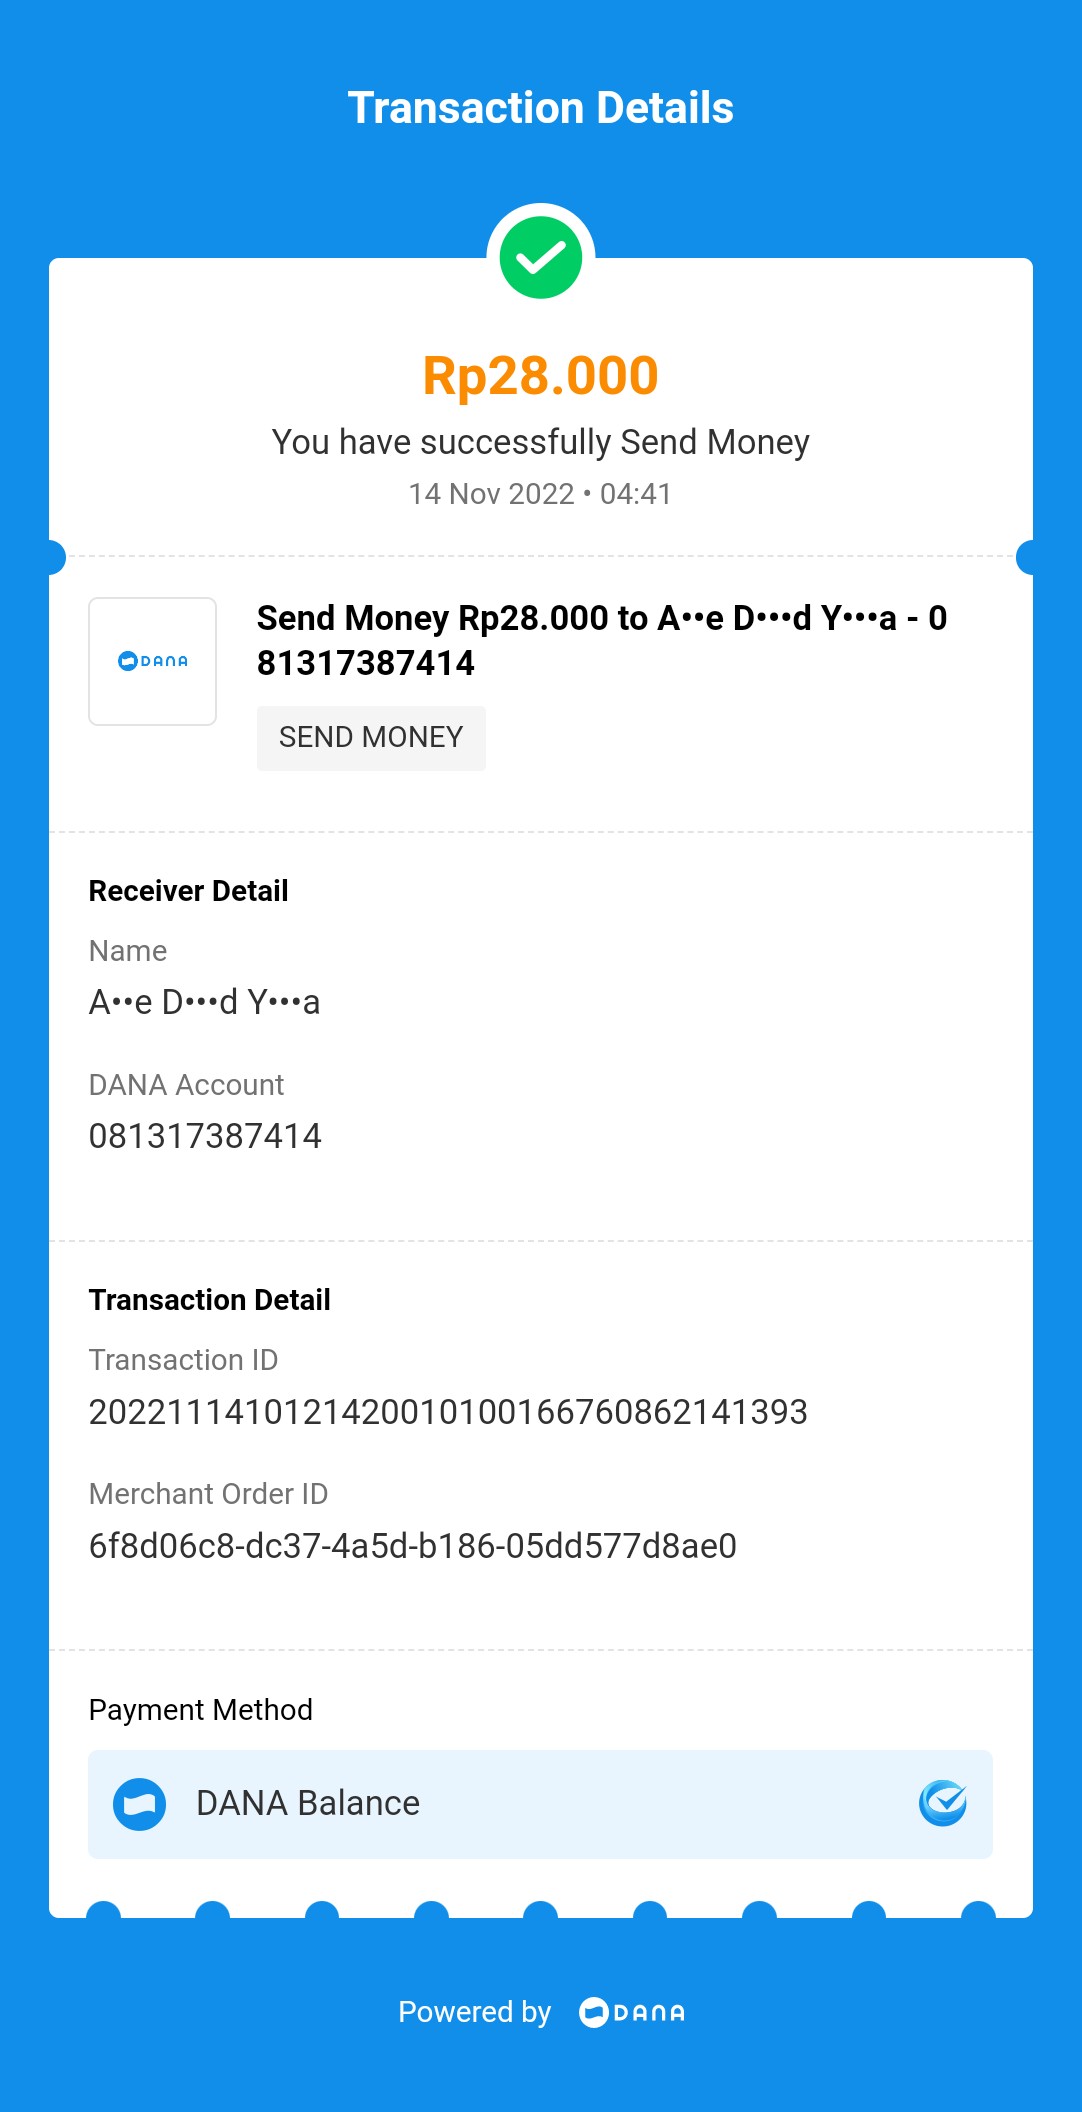 Transaction Details
Rp28.000
You have successfully Send Money
14 Nov 2022 • 04:41
DANA
Send Money Rp28.000 to A••e D•••d Y•••a - 0
81317387414
SEND MONEY
Receiver Detail
Name
A••e D•••d Y•••a
DANA Account
081317387414
Transaction Detail
Transaction ID
2022111410121420010100166760862141393
Merchant Order ID
6f8d06c8-dc37-4a5d-b186-05dd577d8ae0
Payment Method
DANA Balance
Powered by DANA